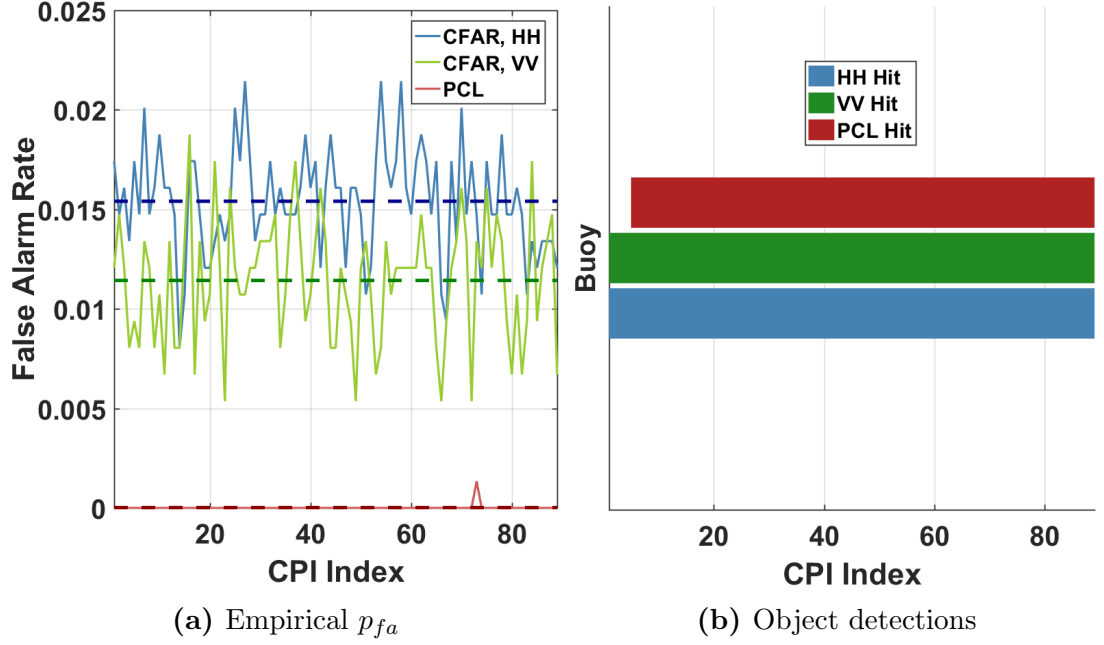 0.025
0.02
0.015
0.01
0.005
0
False Alarm Rate
CFAR, HH
CFAR, VV
PCL
20 40 60 80
CPI Index
(a) Empirical p_{fa}
HH Hit
VV Hit
PCL Hit
Buoy
20 40 60 80
CPI Index
(b) Object detections